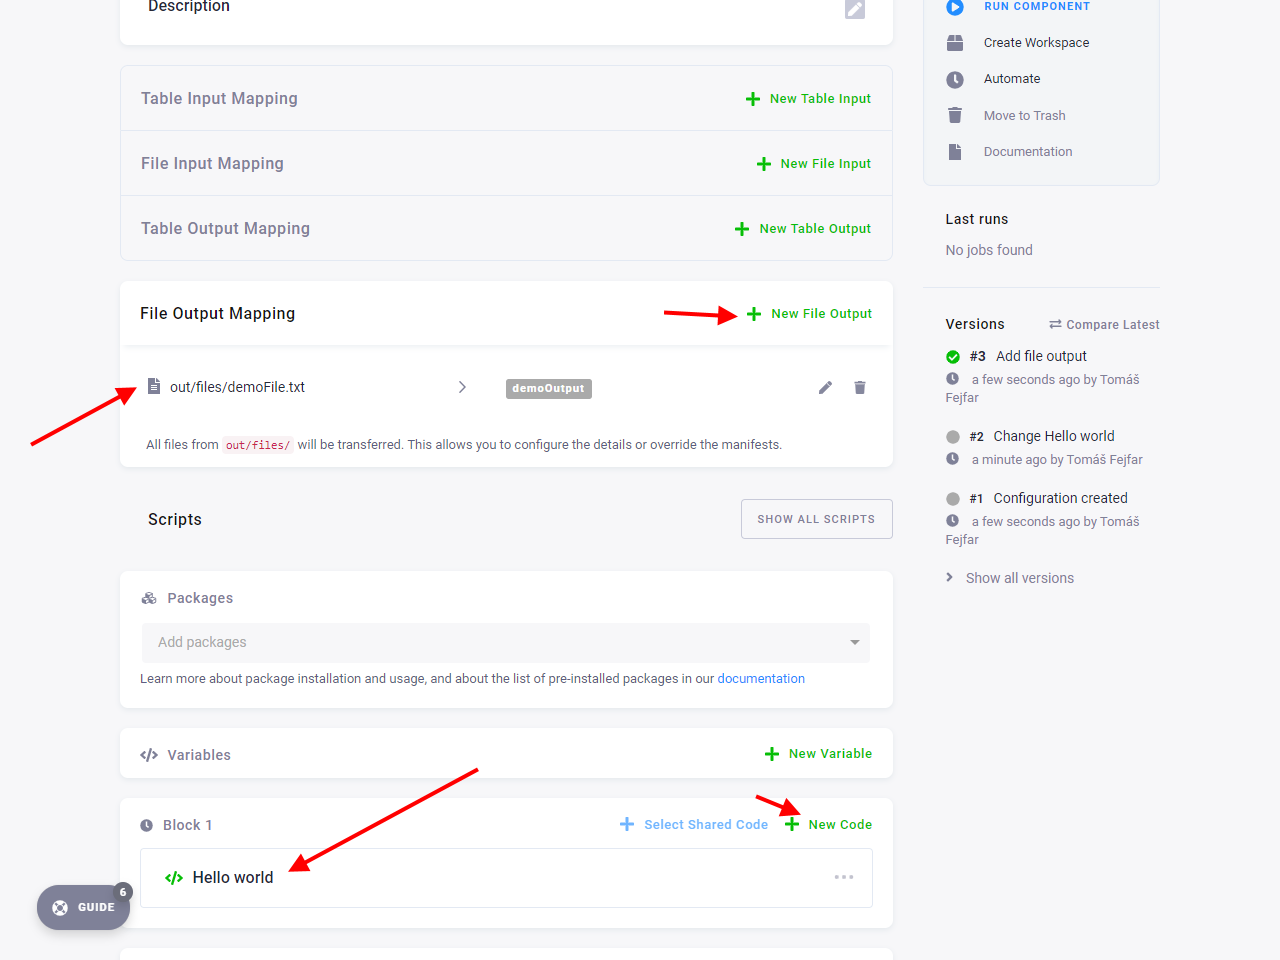 Description
Table Input Mapping
New Table Input
File Input Mapping
New File Input
Table Output Mapping
New Table Output
File Output Mapping
New File Output
out/files/demoFile.txt
demoOutput
All files from out/files/ will be transferred. This allows you to configure the details or override the manifests.
Scripts
SHOW ALL SCRIPTS
Packages
Add packages
Learn more about package installation and usage, and about the list of pre-installed packages in our documentation
Variables
New Variable
Block 1
Select Shared Code
New Code
Hello world
6
GUIDE
RUN COMPONENT
Create Workspace
Automate
Move to Trash
Documentation
Last runs
No jobs found
Versions
Compare Latest
#3 Add file output
a few seconds ago by Tomáš
Fejfar
#2 Change Hello world
a minute ago by Tomáš Fejfar
#1 Configuration created
a few seconds ago by Tomáš
Fejfar
Show all versions